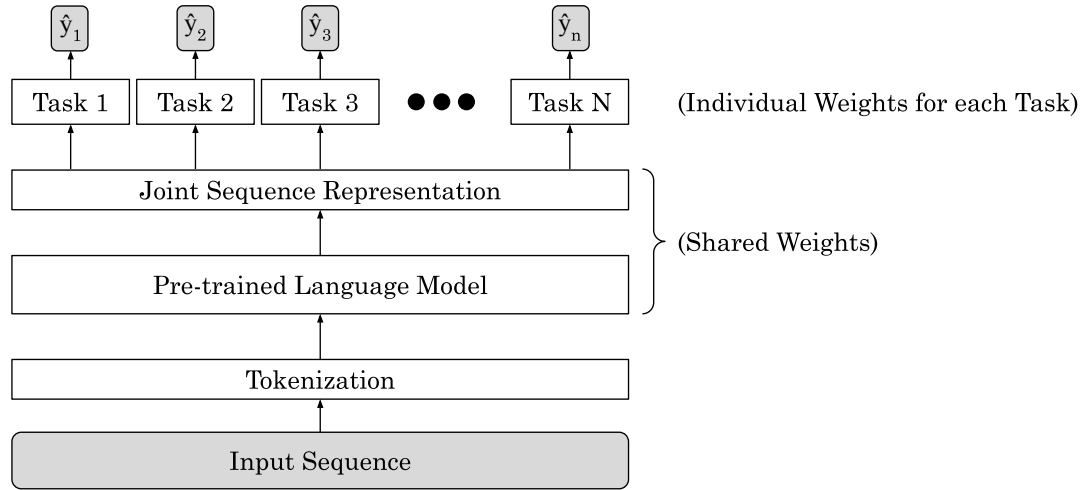 ŷ1 ŷ2 ŷ3 ŷn
Task 1 Task 2 Task 3 Task N (Individual Weights for each Task)
Joint Sequence Representation
(Shared Weights)
Pre-trained Language Model
Tokenization
Input Sequence